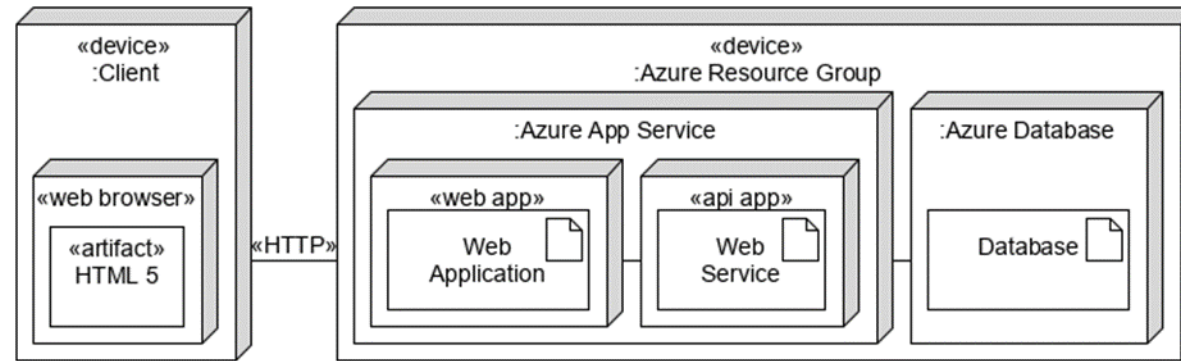 «device»
:Client
«web browser»
«artifact»
HTML 5
«HTTP»
«device»
:Azure Resource Group
:Azure App Service
«web app»
Web
Application
«api app»
Web
Service
:Azure Database
Database